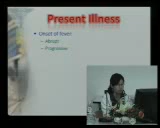 Present Illness
• Onset of fever:
– Abrupt
– Progressive